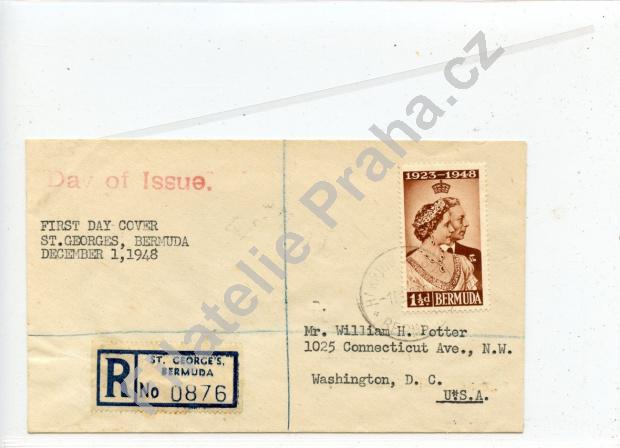 Day of Issue.
FIRST DAY COVER
ST.GEORGES, BERMUDA
DECEMBER 1,1948
1923-1948
1½d BERMUDA
Mr. William H. Potter
1025 Connecticut Ave., N.W.
Washington, D. C.
U.S.A.
R
ST. GEORGE'S,
BERMUDA
No 0876
Filatelie Praha.cz